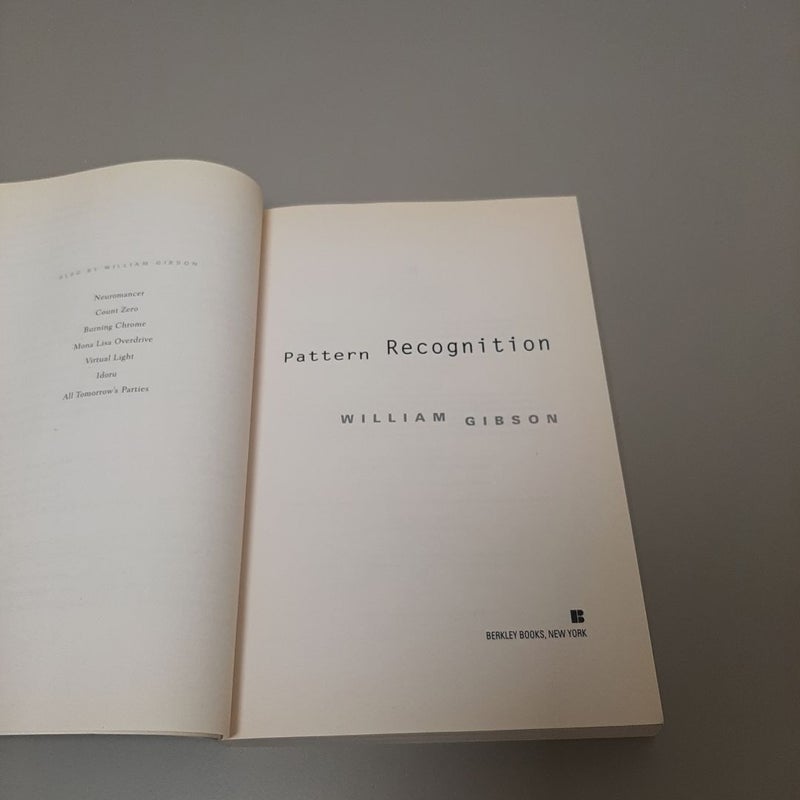 ALSO BY WILLIAM GIBSON
Neuromancer
Count Zero
Burning Chrome
Mona Lisa Overdrive
Virtual Light
Idoru
All Tomorrow's Parties
Pattern Recognition
WILLIAM GIBSON
B
BERKLEY BOOKS, NEW YORK